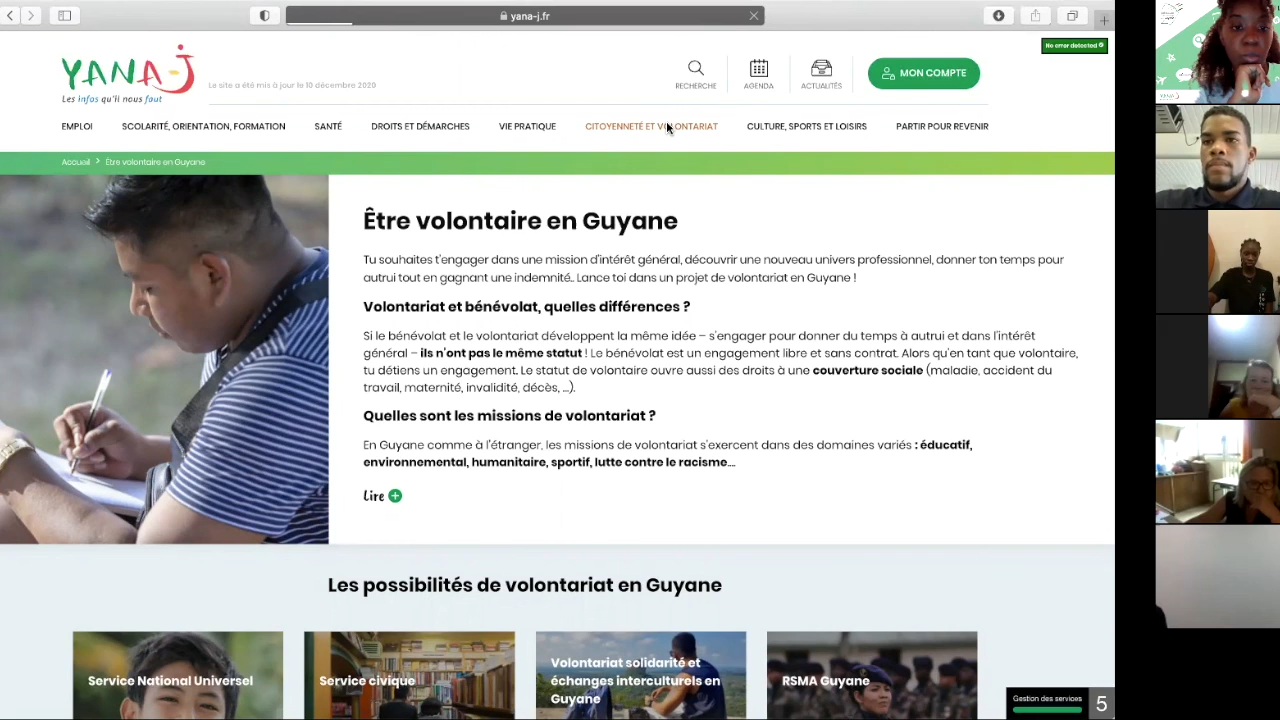 yana-j.fr
No error detected
YANA-J
Les infos qu'il nous faut
Le site a été mis à jour le 10 décembre 2020
RECHERCHE
AGENDA
ACTUALITÉS
MON COMPTE
EMPLOI
SCOLARITÉ, ORIENTATION, FORMATION
SANTÉ
DROITS ET DÉMARCHES
VIE PRATIQUE
CITOYENNETÉ ET VOLONTARIAT
CULTURE, SPORTS ET LOISIRS
PARTIR POUR REVENIR
Accueil > Être volontaire en Guyane
Être volontaire en Guyane
Tu souhaites t'engager dans une mission d'intérêt général, découvrir une nouveau univers professionnel, donner ton temps pour
autrui tout en gagnant une indemnité.. Lance toi dans un projet de volontariat en Guyane !
Volontariat et bénévolat, quelles différences ?
Si le bénévolat et le volontariat développent la même idée – s'engager pour donner du temps à autrui et dans l'intérêt
général – ils n'ont pas le même statut ! Le bénévolat est un engagement libre et sans contrat. Alors qu'en tant que volontaire,
tu détiens un engagement. Le statut de volontaire ouvre aussi des droits à une couverture sociale (maladie, accident du
travail, maternité, invalidité, décès, ...).
Quelles sont les missions de volontariat ?
En Guyane comme à l'étranger, les missions de volontariat s'exercent dans des domaines variés : éducatif,
environnemental, humanitaire, sportif, lutte contre le racisme....
Lire +
Les possibilités de volontariat en Guyane
Service National Universel
Service civique
Volontariat solidarité et
échanges interculturels en
Guyane
RSMA Guyane
Gestion des services
5